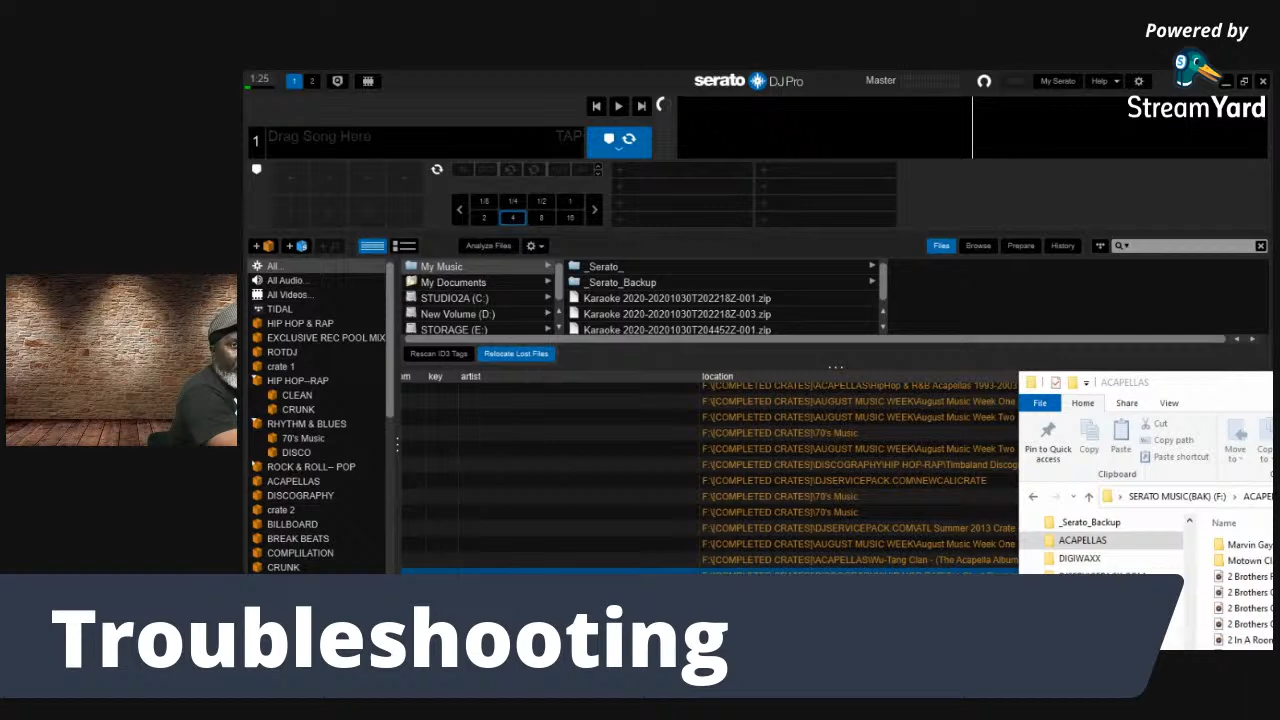 Powered by
StreamYard
1:25
1 2
serato DJ Pro
Master
My Serato
Help
1
Drag Song Here
TAP
1/8 1/4 1/2 1
2 4 8 16
Analyze Files
Files Browse Prepare History
All...
All Audio...
All Videos...
TIDAL
HIP HOP & RAP
EXCLUSIVE REC POOL MIX
ROTDJ
crate 1
HIP HOP--RAP
CLEAN
CRUNK
RHYTHM & BLUES
70's Music
DISCO
ROCK & ROLL-- POP
ACAPELLAS
DISCOGRAPHY
crate 2
BILLBOARD
BREAK BEATS
COMPLILATION
CRUNK
My Music
My Documents
STUDIO2A (C:)
New Volume (D:)
STORAGE (E:)
_Serato_
_Serato_Backup
Karaoke 2020-20201030T202218Z-001.zip
Karaoke 2020-20201030T202218Z-003.zip
Karaoke 2020-20201030T204452Z-001.zip
Rescan ID3 Tags
Relocate Lost Files
om key artist location
F:\[COMPLETED CRATES]\ACAPELLAS\HipHop & R&B Acapellas 1993-2003
F:\[COMPLETED CRATES]\AUGUST MUSIC WEEK\August Music Week One
F:\[COMPLETED CRATES]\AUGUST MUSIC WEEK\August Music Week Two
F:\[COMPLETED CRATES]\70's Music
F:\[COMPLETED CRATES]\DISCOGRAPHY\HIP HOP-RAP\Timbaland Discog
F:\[COMPLETED CRATES]\DJSERVICEPACK.COM\NEWCALICRATE
F:\[COMPLETED CRATES]\70's Music
F:\[COMPLETED CRATES]\70's Music
F:\[COMPLETED CRATES]\DJSERVICEPACK.COM\ATL Summer 2013 Crate
F:\[COMPLETED CRATES]\AUGUST MUSIC WEEK\August Music Week One
F:\[COMPLETED CRATES]\ACAPELLAS\Wu-Tang Clan - (The Acapella Album
ACAPELLAS
File Home Share View
Pin to Quick access
Copy
Paste
Cut
Copy path
Paste shortcut
Clipboard
Move to
SERATO MUSIC(BAK) (F:) ACAPE
_Serato_Backup
ACAPELLAS
DIGIWAXX
Name
Marvin Gay
Motown Cl
2 Brothers F
2 Brothers
2 Brothers
2 Brothers
2 In A Room
Troubleshooting